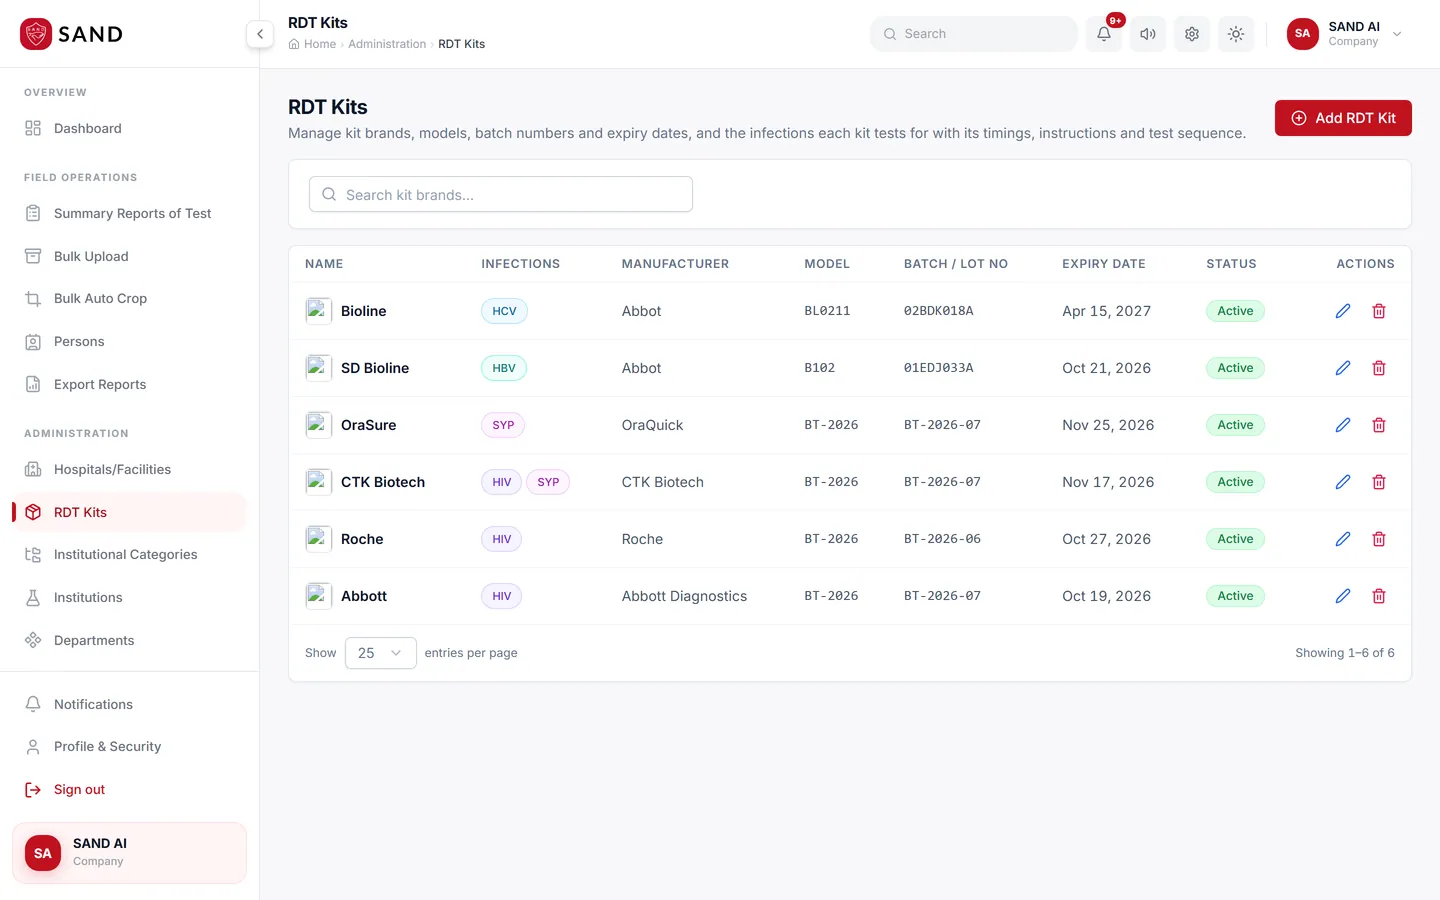 SAND
OVERVIEW
Dashboard
FIELD OPERATIONS
Summary Reports of Test
Bulk Upload
Bulk Auto Crop
Persons
Export Reports
ADMINISTRATION
Hospitals/Facilities
RDT Kits
Institutional Categories
Institutions
Departments
Notifications
Profile & Security
Sign out
SA
SAND AI
Company
RDT Kits
Home › Administration › RDT Kits
Search
9+
SA
SAND AI
Company
RDT Kits
Manage kit brands, models, batch numbers and expiry dates, and the infections each kit tests for with its timings, instructions and test sequence.
Add RDT Kit
Search kit brands...
NAME INFECTIONS MANUFACTURER MODEL BATCH / LOT NO EXPIRY DATE STATUS ACTIONS
Bioline HCV Abbot BL0211 02BDK018A Apr 15, 2027 Active
SD Bioline HBV Abbot B102 01EDJ033A Oct 21, 2026 Active
OraSure SYP OraQuick BT-2026 BT-2026-07 Nov 25, 2026 Active
CTK Biotech HIV SYP CTK Biotech BT-2026 BT-2026-07 Nov 17, 2026 Active
Roche HIV Roche BT-2026 BT-2026-06 Oct 27, 2026 Active
Abbott HIV Abbott Diagnostics BT-2026 BT-2026-07 Oct 19, 2026 Active
Show 25 entries per page
Showing 1–6 of 6